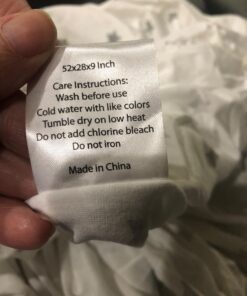 52x28x9 Inch
Care Instructions:
Wash before use
Cold water with like colors
Tumble dry on low heat
Do not add chlorine bleach
Do not iron
Made in China